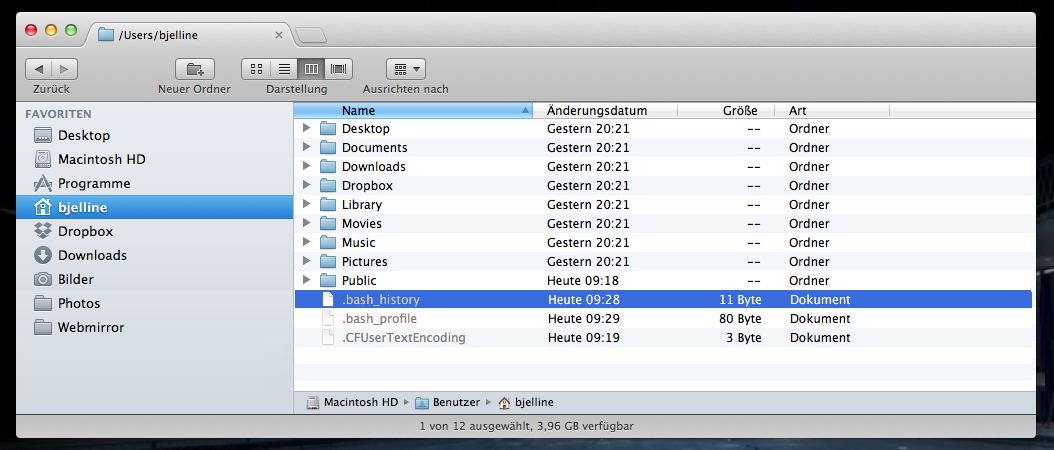 /Users/bjelline
Zurück
Neuer Ordner
Darstellung
Ausrichten nach
FAVORITEN
Desktop
Macintosh HD
Programme
bjelline
Dropbox
Downloads
Bilder
Photos
Webmirror
Name Änderungsdatum Größe Art
Desktop Gestern 20:21 -- Ordner
Documents Gestern 20:21 -- Ordner
Downloads Gestern 20:21 -- Ordner
Dropbox Gestern 20:21 -- Ordner
Library Gestern 20:21 -- Ordner
Movies Gestern 20:21 -- Ordner
Music Gestern 20:21 -- Ordner
Pictures Gestern 20:21 -- Ordner
Public Heute 09:18 -- Ordner
.bash_history Heute 09:28 11 Byte Dokument
.bash_profile Heute 09:29 80 Byte Dokument
.CFUserTextEncoding Heute 09:19 3 Byte Dokument
Macintosh HD ▸ Benutzer ▸ bjelline
1 von 12 ausgewählt, 3,96 GB verfügbar